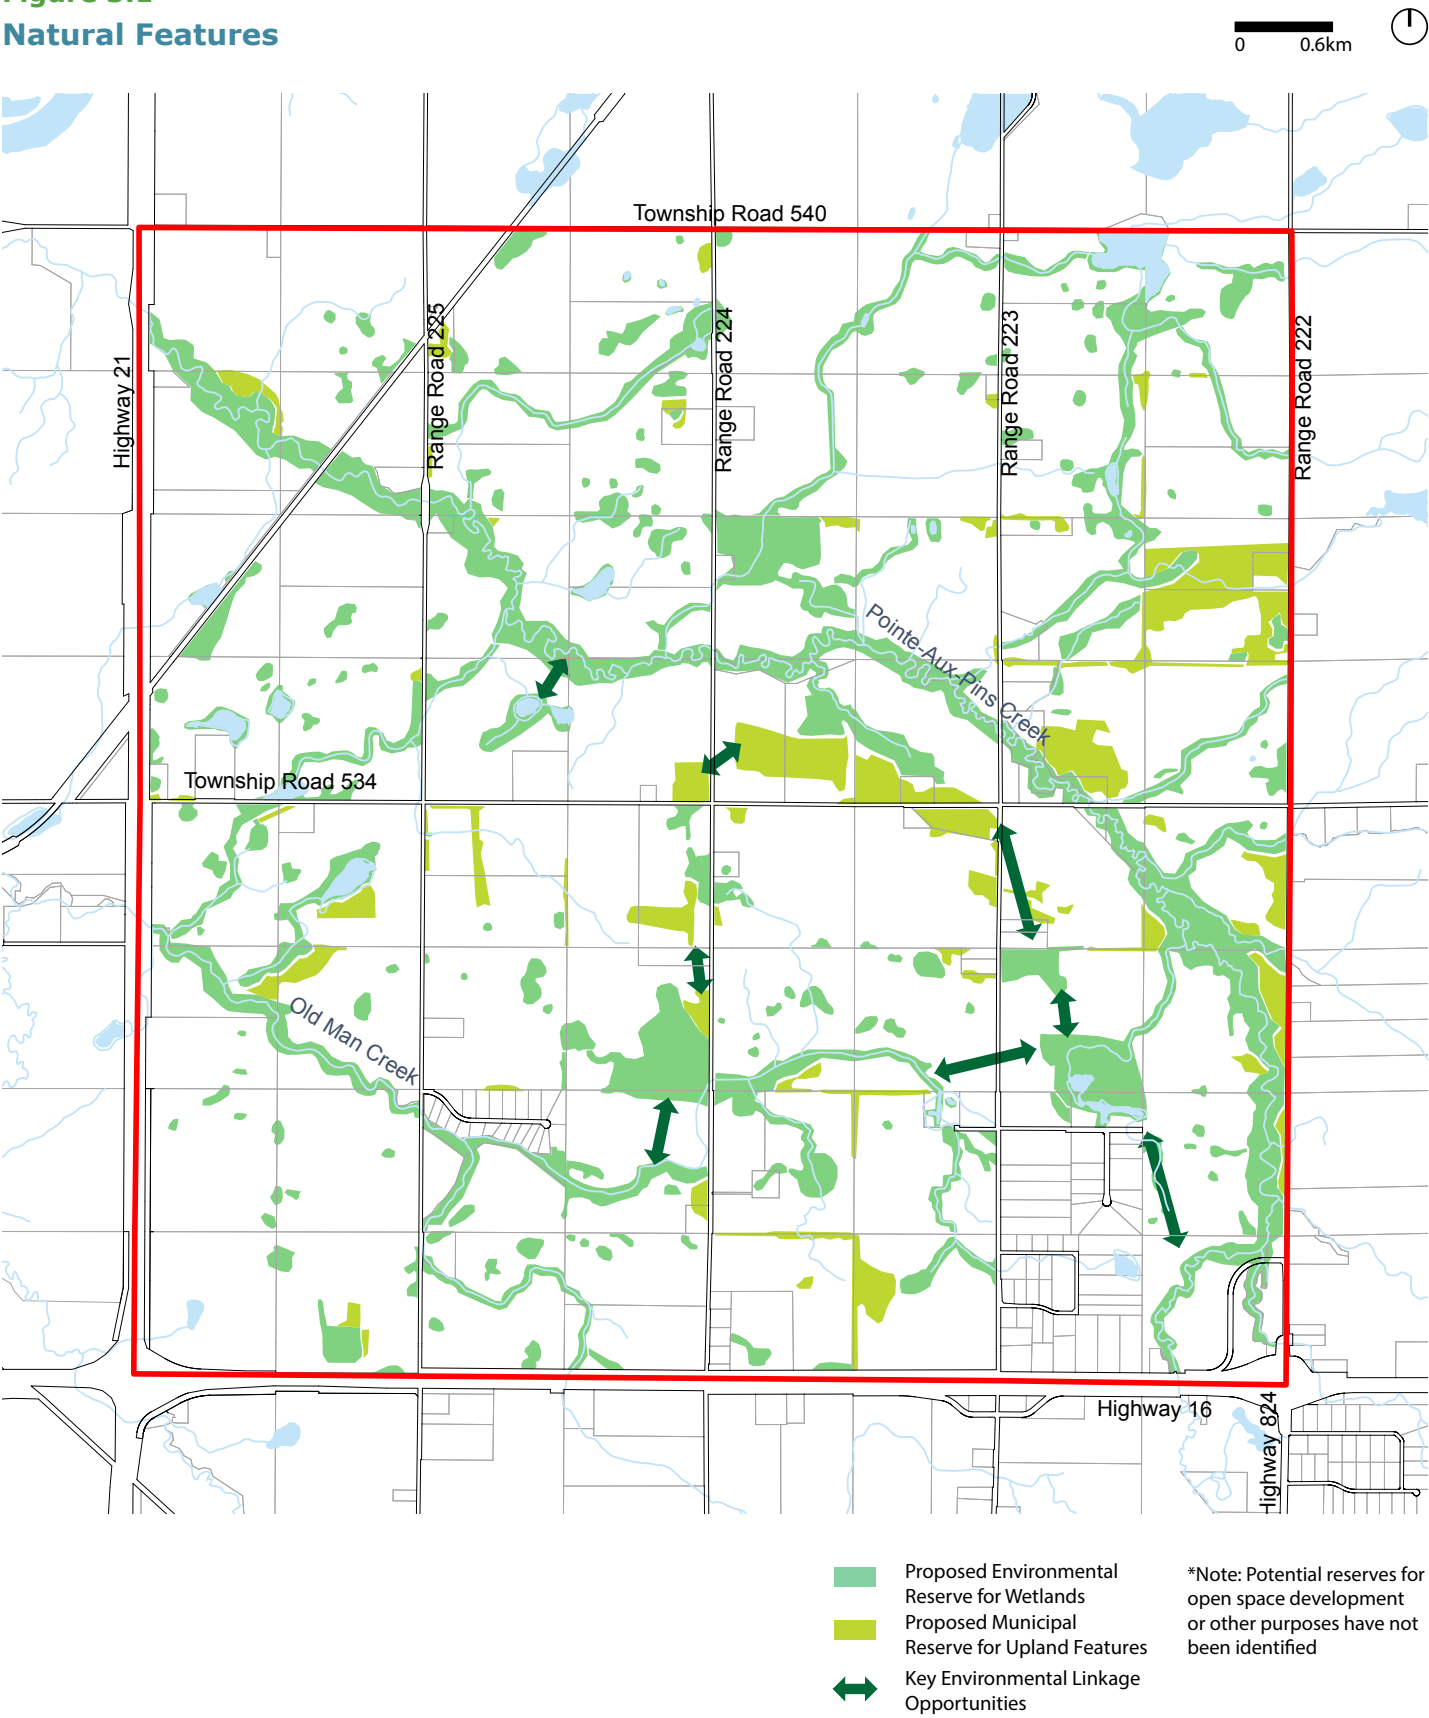 Natural Features
0 0.6km
Township Road 540
Highway 21
Range Road 225
Range Road 224
Range Road 223
Range Road 222
Pointe-Aux-Pins Creek
Township Road 534
Old Man Creek
Highway 16
Highway 824
Proposed Environmental
Reserve for Wetlands
Proposed Municipal
Reserve for Upland Features
Key Environmental Linkage
Opportunities
*Note: Potential reserves for
open space development
or other purposes have not
been identified